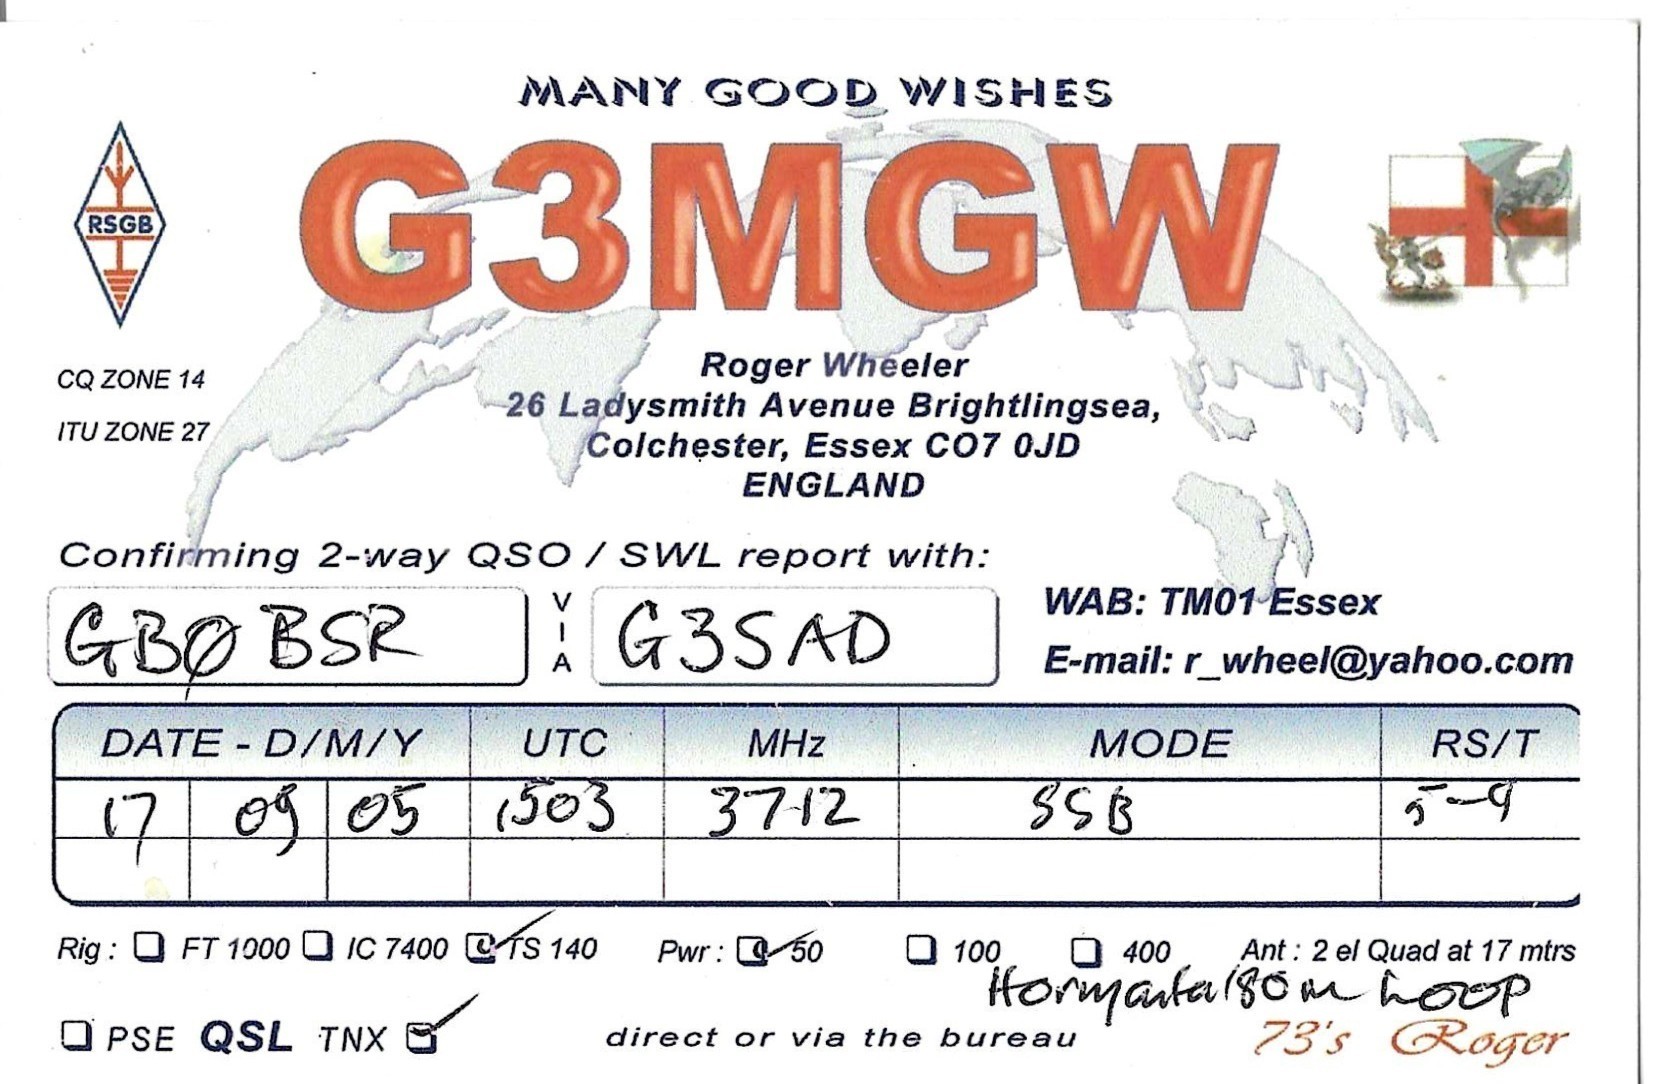 MANY GOOD WISHES
G3MGW
RSGB
CQ ZONE 14
ITU ZONE 27
Roger Wheeler
26 Ladysmith Avenue Brightlingsea,
Colchester, Essex CO7 0JD
ENGLAND
Confirming 2-way QSO / SWL report with:
GBØBSR VIA G3SAD
WAB: TM01 Essex
E-mail: r_wheel@yahoo.com
DATE - D/M/Y UTC MHz MODE RS/T
17 09 05 1503 3712 SSB 5-9
Rig : FT 1000 IC 7400 TS 140 Pwr : 50 100 400 Ant : 2 el Quad at 17 mtrs
80m Loop
PSE QSL TNX direct or via the bureau 73's Roger